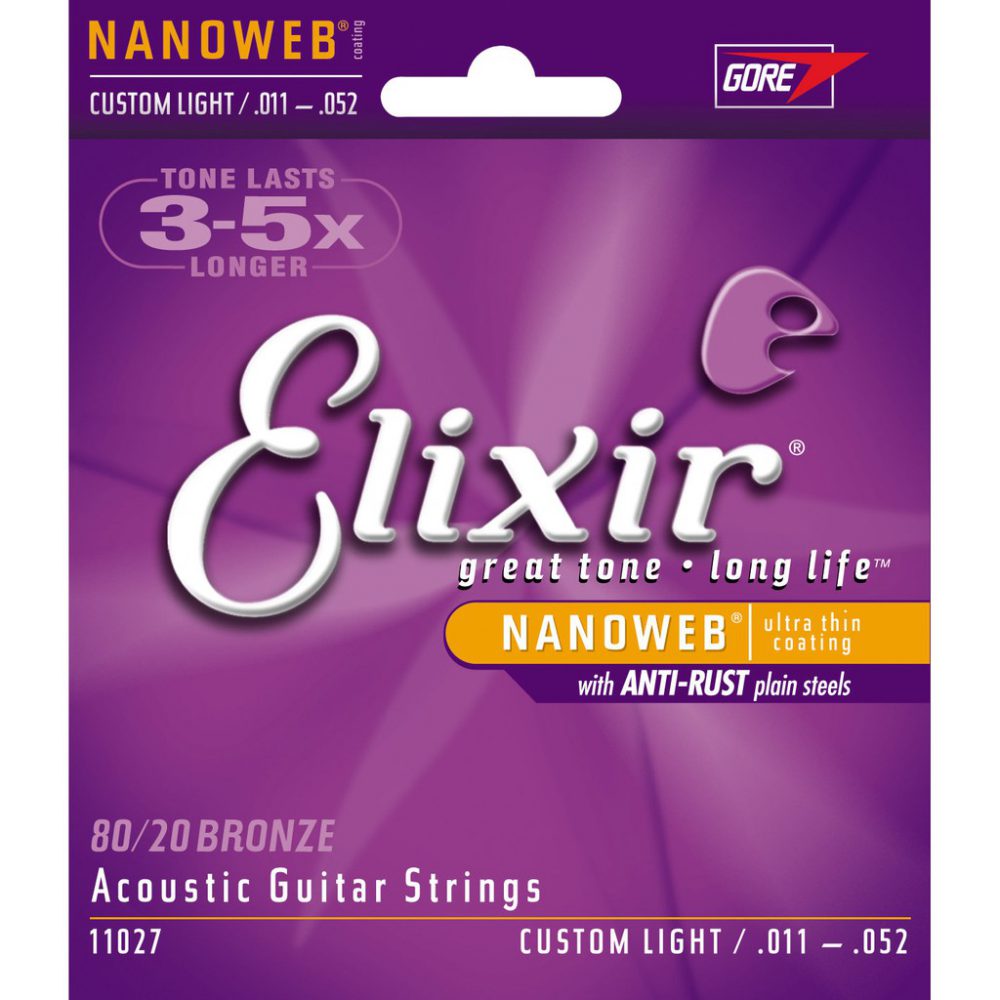 NANOWEB® coating
CUSTOM LIGHT / .011 – .052
GORE
TONE LASTS
3-5x
LONGER
e
Elixir®
great tone • long life™
NANOWEB® ultra thin
coating
with ANTI-RUST plain steels
80/20 BRONZE
Acoustic Guitar Strings
11027 CUSTOM LIGHT / .011 – .052